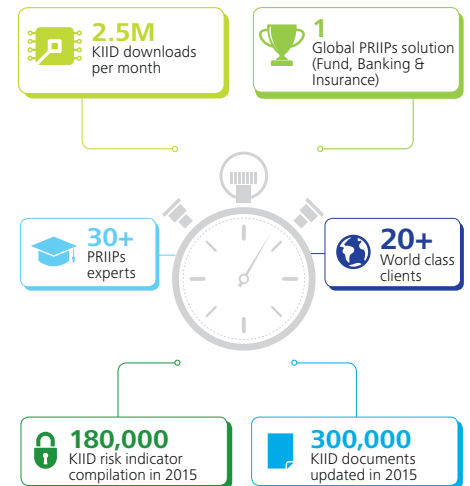 2.5M
KIID downloads
per month
1
Global PRIIPs solution
(Fund, Banking &
Insurance)
30+
PRIIPs
experts
20+
World class
clients
180,000
KIID risk indicator
compilation in 2015
300,000
KIID documents
updated in 2015